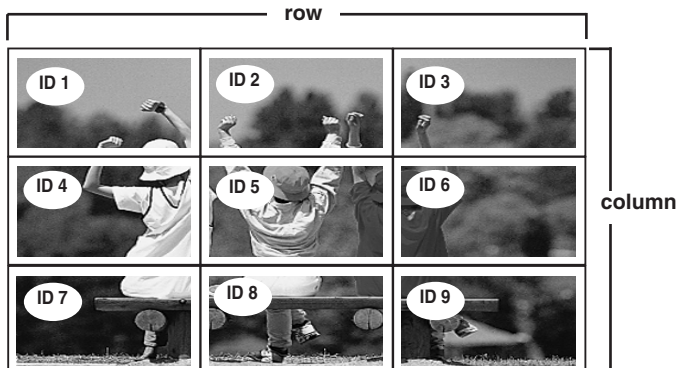 row
ID 1 ID 2 ID 3
ID 4 ID 5 ID 6
column
ID 7 ID 8 ID 9